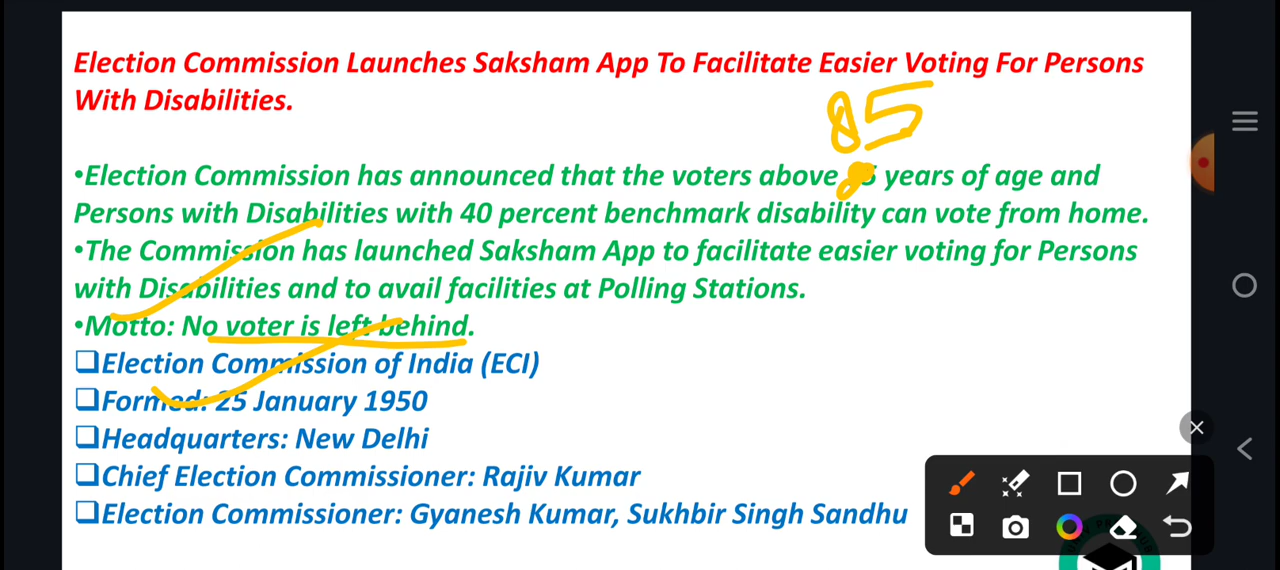 Election Commission Launches Saksham App To Facilitate Easier Voting For Persons
With Disabilities.
85
•Election Commission has announced that the voters above 85 years of age and
Persons with Disabilities with 40 percent benchmark disability can vote from home.
•The Commission has launched Saksham App to facilitate easier voting for Persons
with Disabilities and to avail facilities at Polling Stations.
•Motto: No voter is left behind.
❑Election Commission of India (ECI)
❑Formed: 25 January 1950
❑Headquarters: New Delhi
❑Chief Election Commissioner: Rajiv Kumar
❑Election Commissioner: Gyanesh Kumar, Sukhbir Singh Sandhu